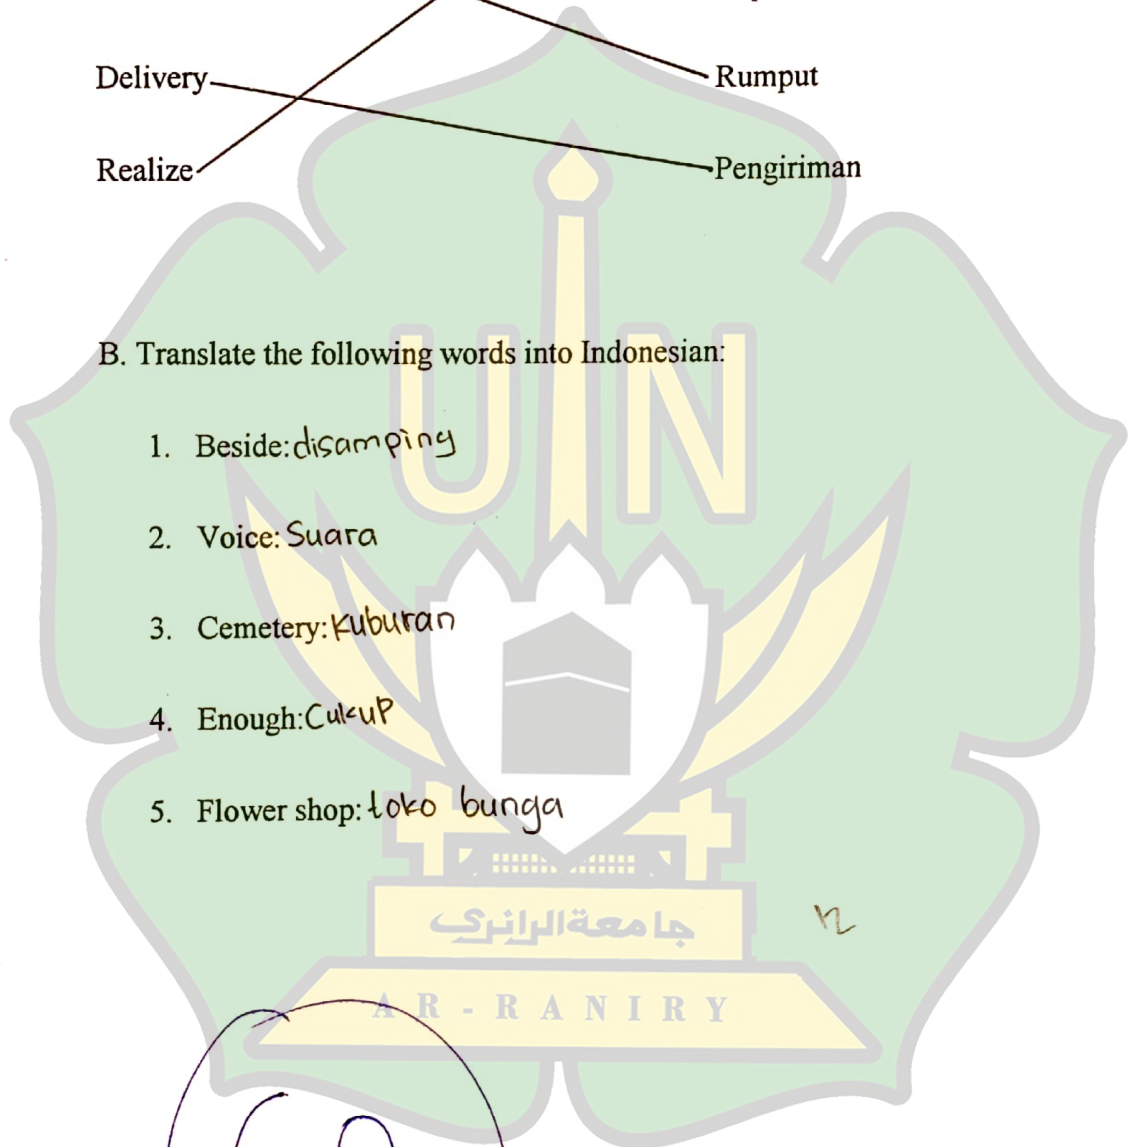 Delivery Rumput
Realize Pengiriman
UIN
B. Translate the following words into Indonesian:
1. Beside: disamping
2. Voice: Suara
3. Cemetery: Kuburan
4. Enough: Cukup
5. Flower shop: toko bunga
جامعة الرانري
AR-RANIRY